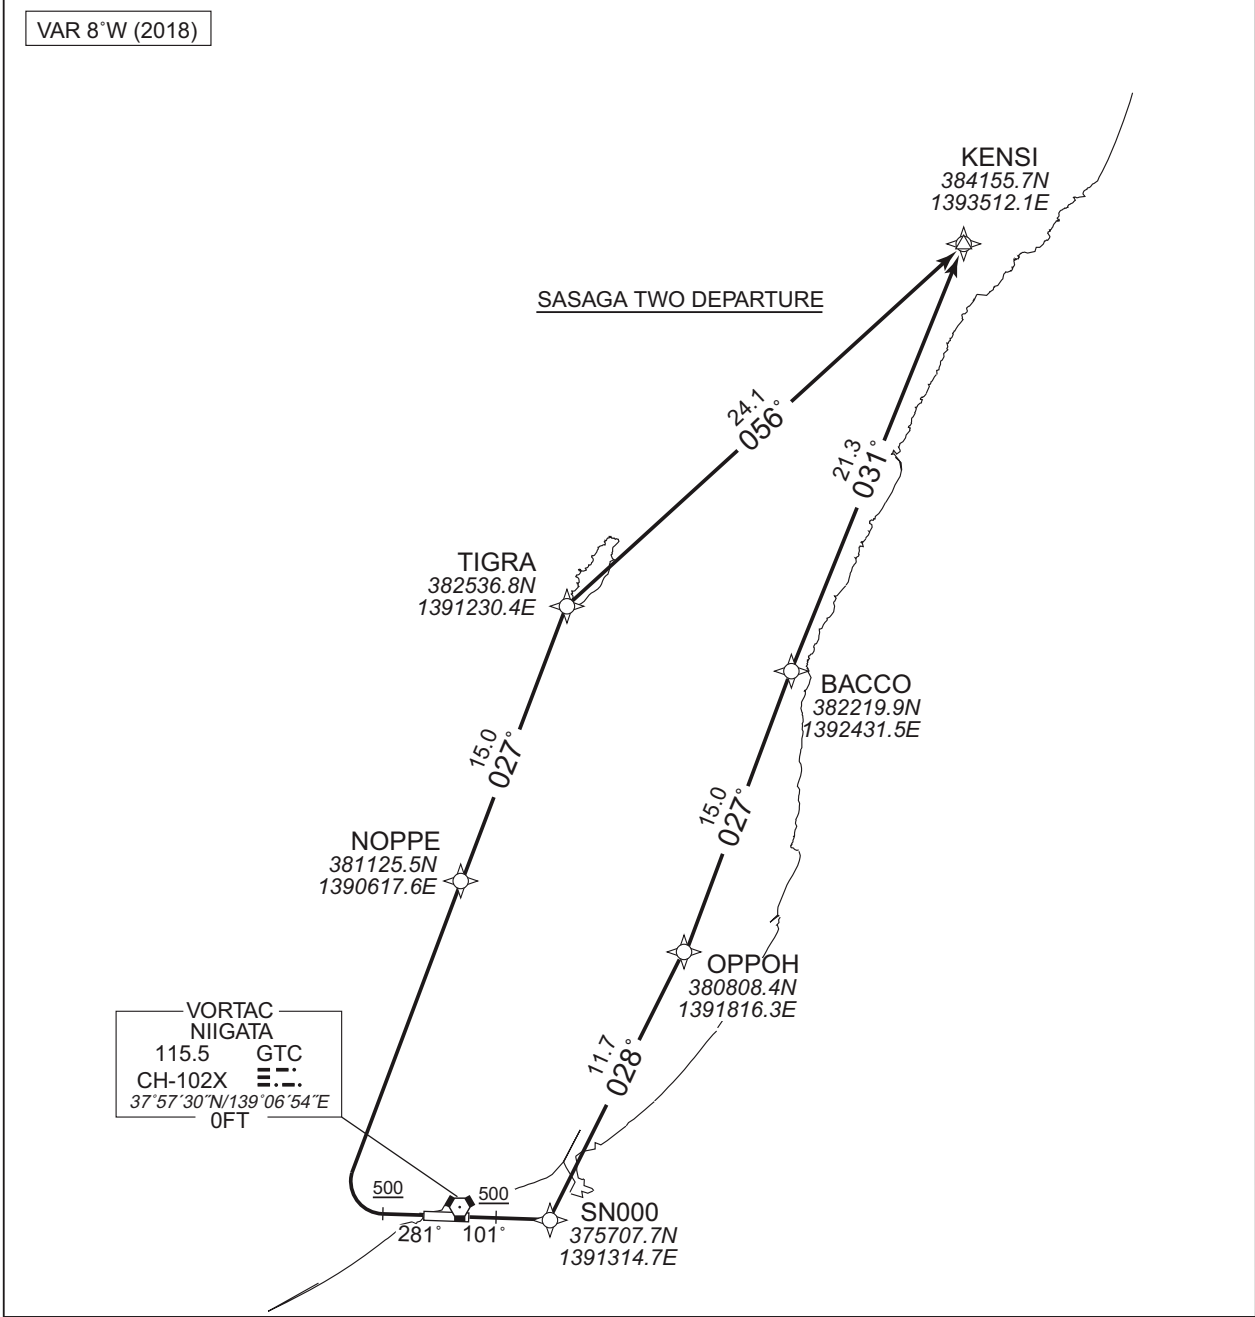 VAR 8˚W (2018)
KENSI
384155.7N
1393512.1E
SASAGA TWO DEPARTURE
24.1
056˚
21.3
031˚
TIGRA
382536.8N
1391230.4E
BACCO
382219.9N
1392431.5E
15.0
027˚
15.0
027˚
NOPPE
381125.5N
1390617.6E
OPPOH
380808.4N
1391816.3E
VORTAC
NIIGATA
115.5 GTC
CH-102X
37˚57´30˝N/139˚06´54˝E
0FT
11.7
028˚
500
500
281˚
101˚
SN000
375707.7N
1391314.7E